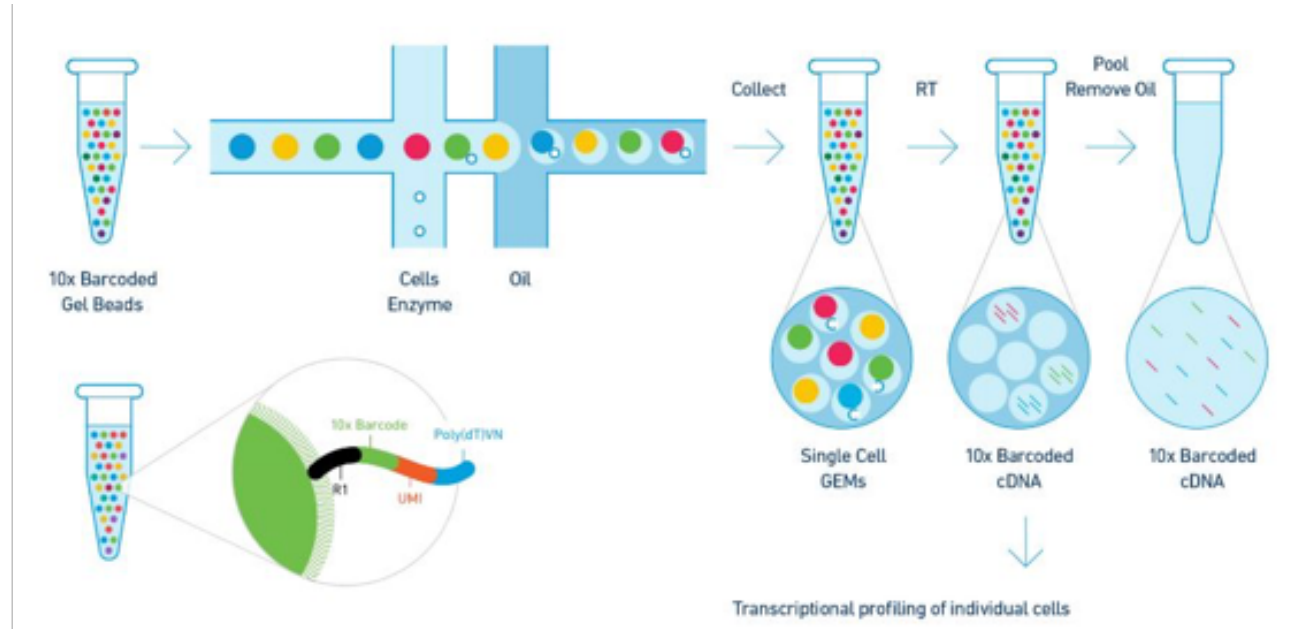 Collect
RT
Pool
Remove Oil
10x Barcoded
Gel Beads
Cells
Enzyme
Oil
10x Barcode
Poly(dT)VN
R1
UMI
Single Cell
GEMs
10x Barcoded
cDNA
10x Barcoded
cDNA
Transcriptional profiling of individual cells